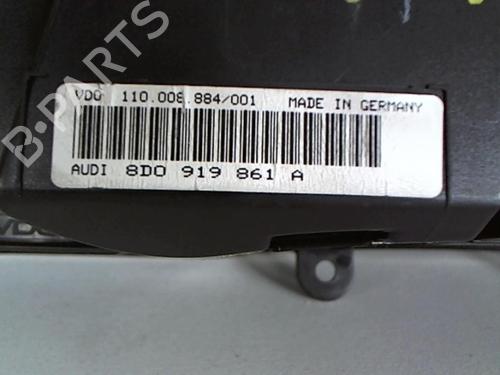 VDO 110.008.884/001 MADE IN GERMANY
AUDI 8D0 919 861 A
B-PARTS